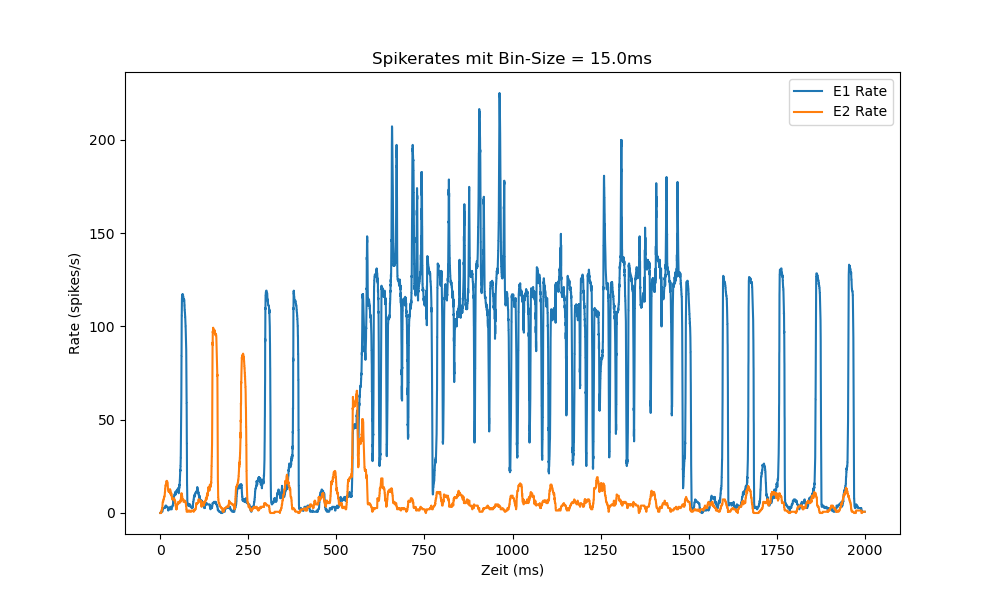 Spikerates mit Bin-Size = 15.0ms
E1 Rate
E2 Rate
200
150
100
50
0
Rate (spikes/s)
0 250 500 750 1000 1250 1500 1750 2000
Zeit (ms)